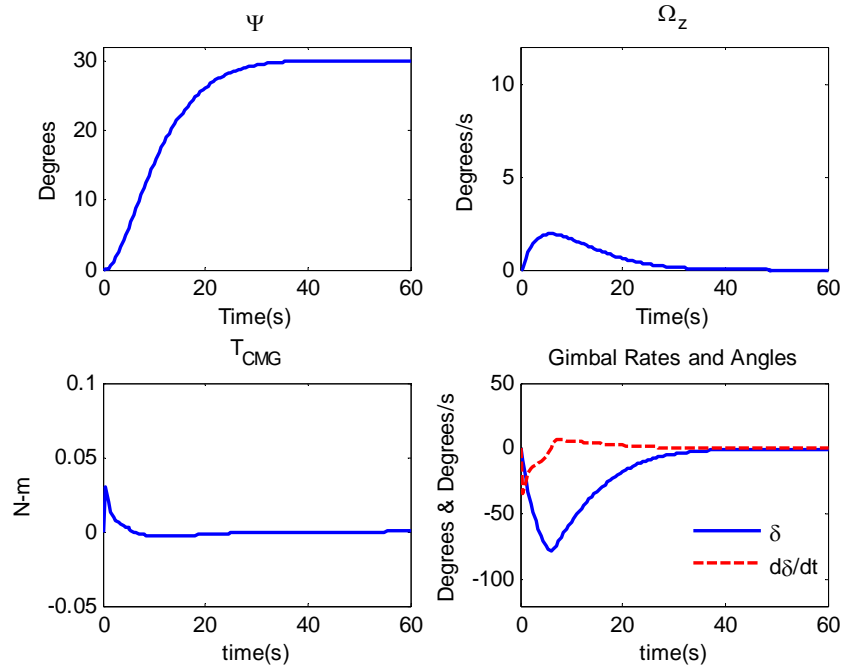 Ψ
Degrees
30
20
10
0
0
20
40
60
Time(s)
Ω_z
Degrees/s
10
5
0
0
20
40
60
Time(s)
T_CMG
N-m
0.1
0.05
0
-0.05
0
20
40
60
time(s)
Gimbal Rates and Angles
Degrees & Degrees/s
50
0
-50
-100
0
20
40
60
time(s)
δ
dδ/dt